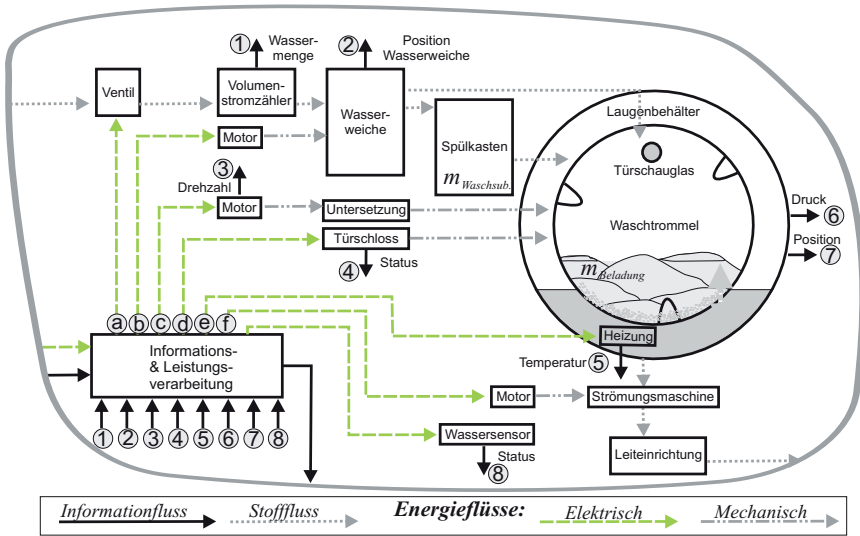 ① Wasser-
menge
② Position
Wasserweiche
Ventil
Volumen-
stromzähler
Wasser-
weiche
Motor
Spülkasten
m Waschsub.
Laugenbehälter
Türschauglas
Waschtrommel
m Beladung
③
Drehzahl
Motor
Untersetzung
Türschloss
④ Status
Druck ⑥
Position ⑦
ⓐ ⓑ ⓒ ⓓ ⓔ ⓕ
Informations-
& Leistungs-
verarbeitung
① ② ③ ④ ⑤ ⑥ ⑦ ⑧
Heizung
Temperatur ⑤
Motor
Strömungsmaschine
Wassersensor
Status
⑧
Leiteinrichtung
Informationfluss Stofffluss Energieflüsse: Elektrisch Mechanisch